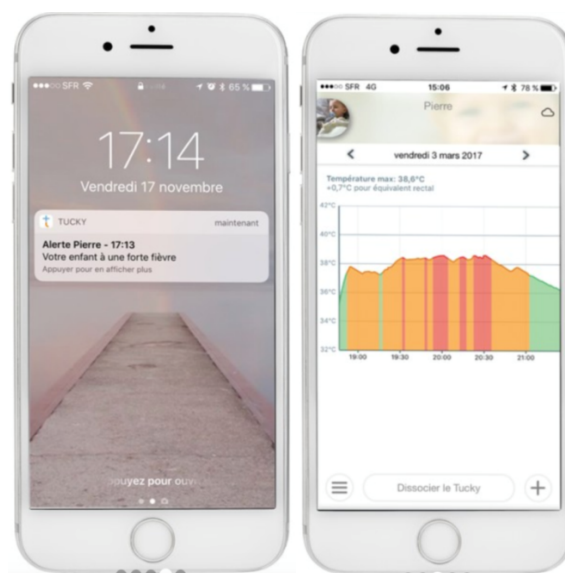 SFR
65 %
17:14
Vendredi 17 novembre
TUCKY
maintenant
Alerte Pierre - 17:13
Votre enfant à une forte fièvre
Appuyer pour en afficher plus
ppuyez pour ouv
SFR 4G
15:06
78 %
Pierre
vendredi 3 mars 2017
Température max: 38,6°C
+0,7°C pour équivalent rectal
42°C
40°C
38°C
36°C
34°C
32°C
19:00
19:30
20:00
20:30
21:00
Dissocier le Tucky